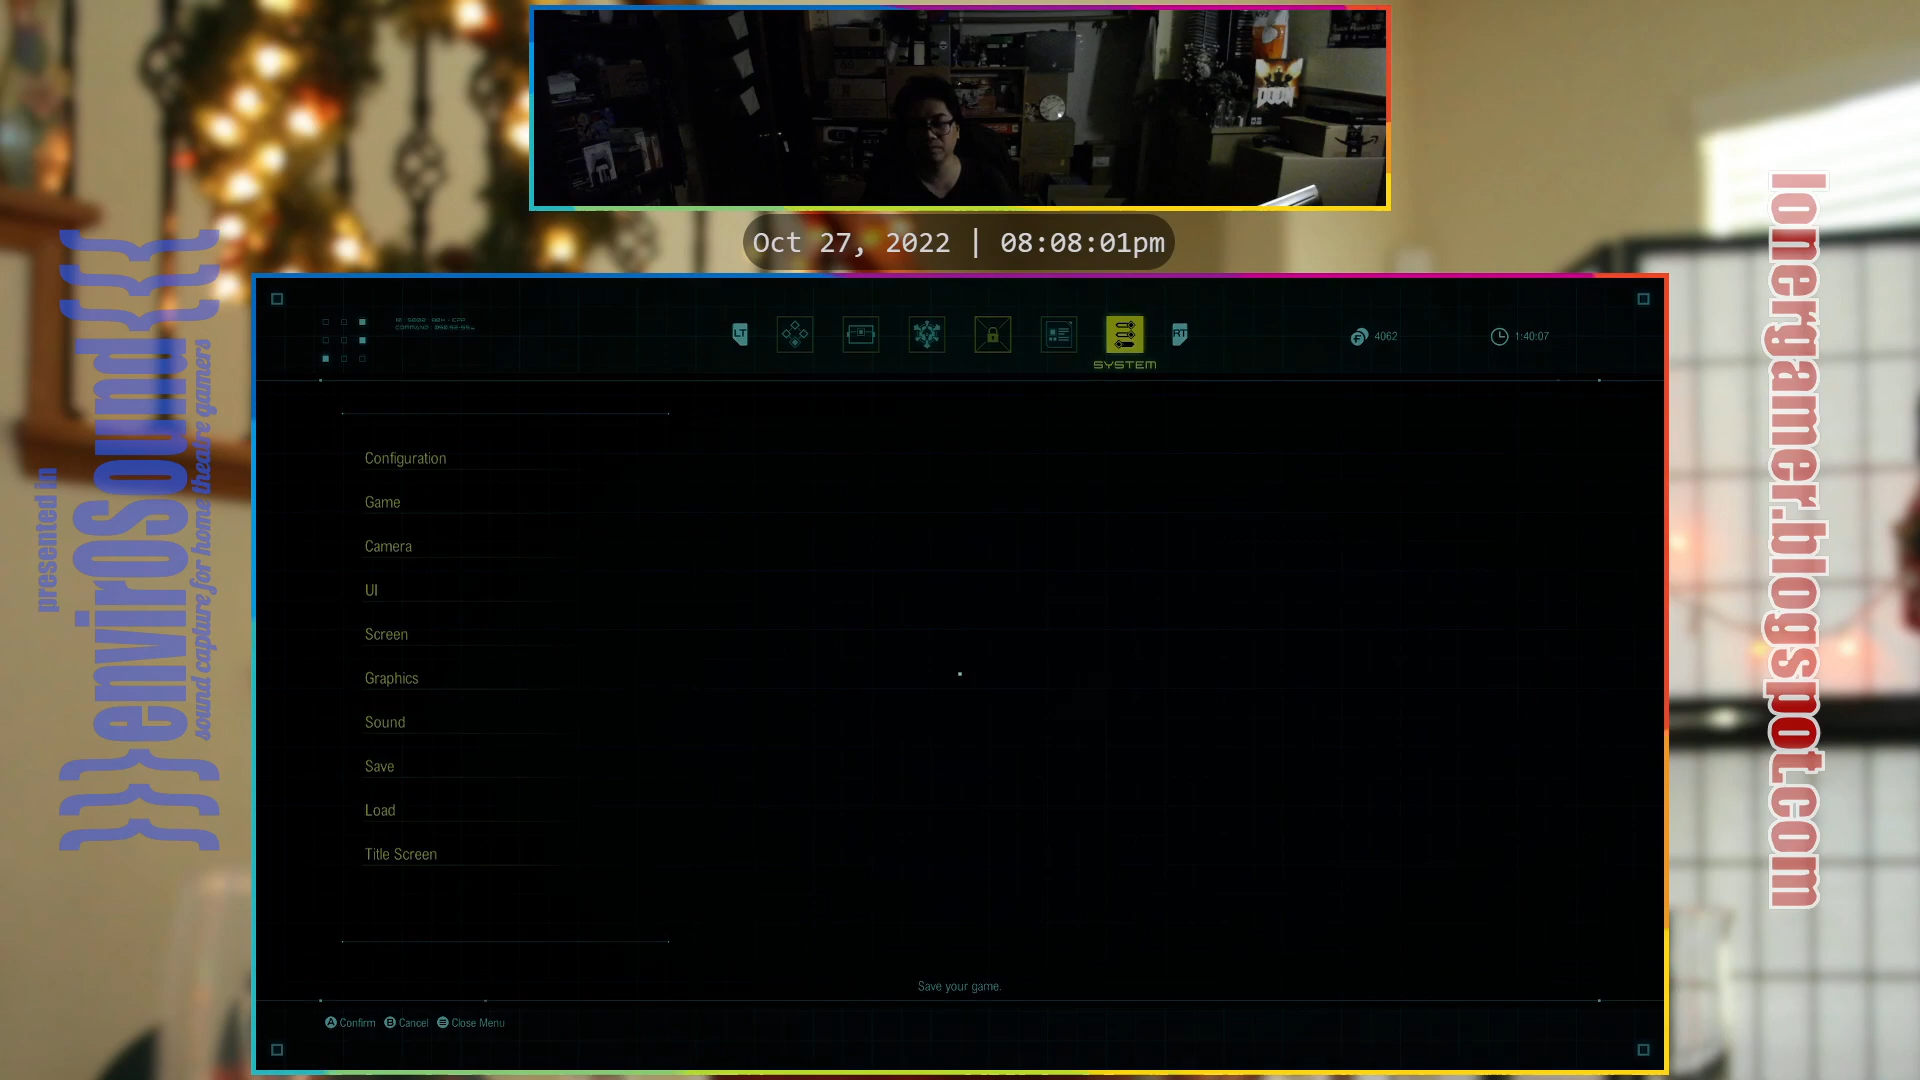 Oct 27, 2022 | 08:08:01pm
LT
RT
SYSTEM
4062
1:40:07
Configuration
Game
Camera
UI
Screen
Graphics
Sound
Save
Load
Title Screen
Save your game.
A Confirm B Cancel Close Menu
presented in
}}}envirOSound{{{
sound capture for home theatre gamers
lonergamer.blogspot.com